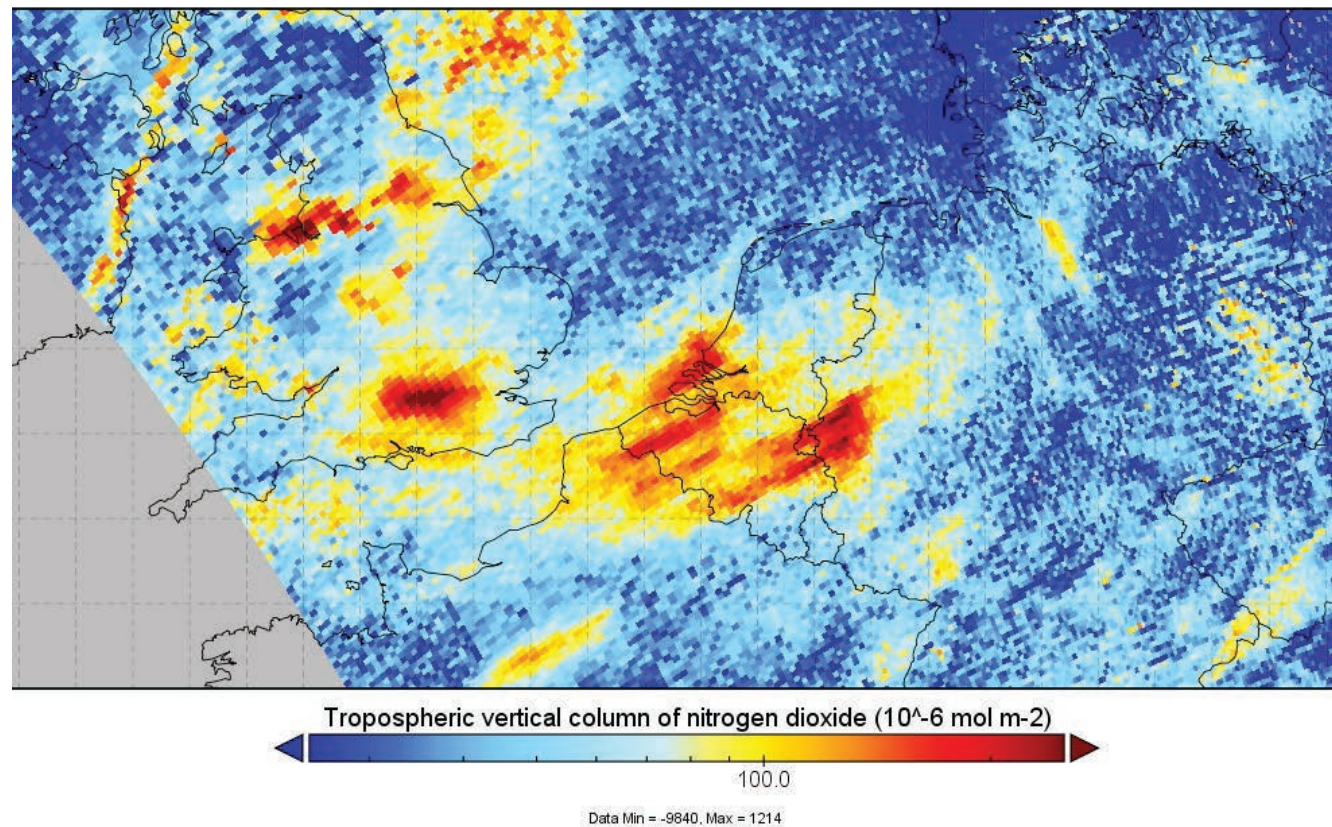 Tropospheric vertical column of nitrogen dioxide (10^-6 mol m-2)
100.0
Data Min = -9840, Max = 1214